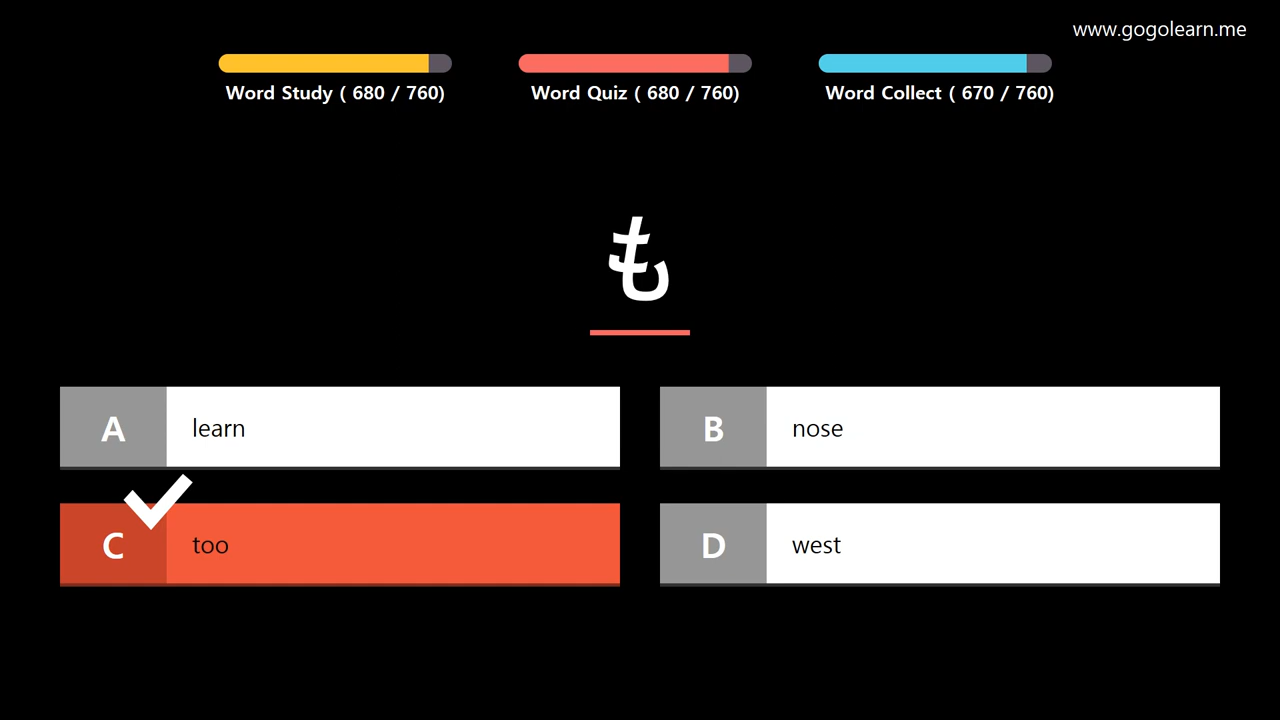 www.gogolearn.me
Word Study ( 680 / 760)
Word Quiz ( 680 / 760)
Word Collect ( 670 / 760)
も
A learn
B nose
C too
D west